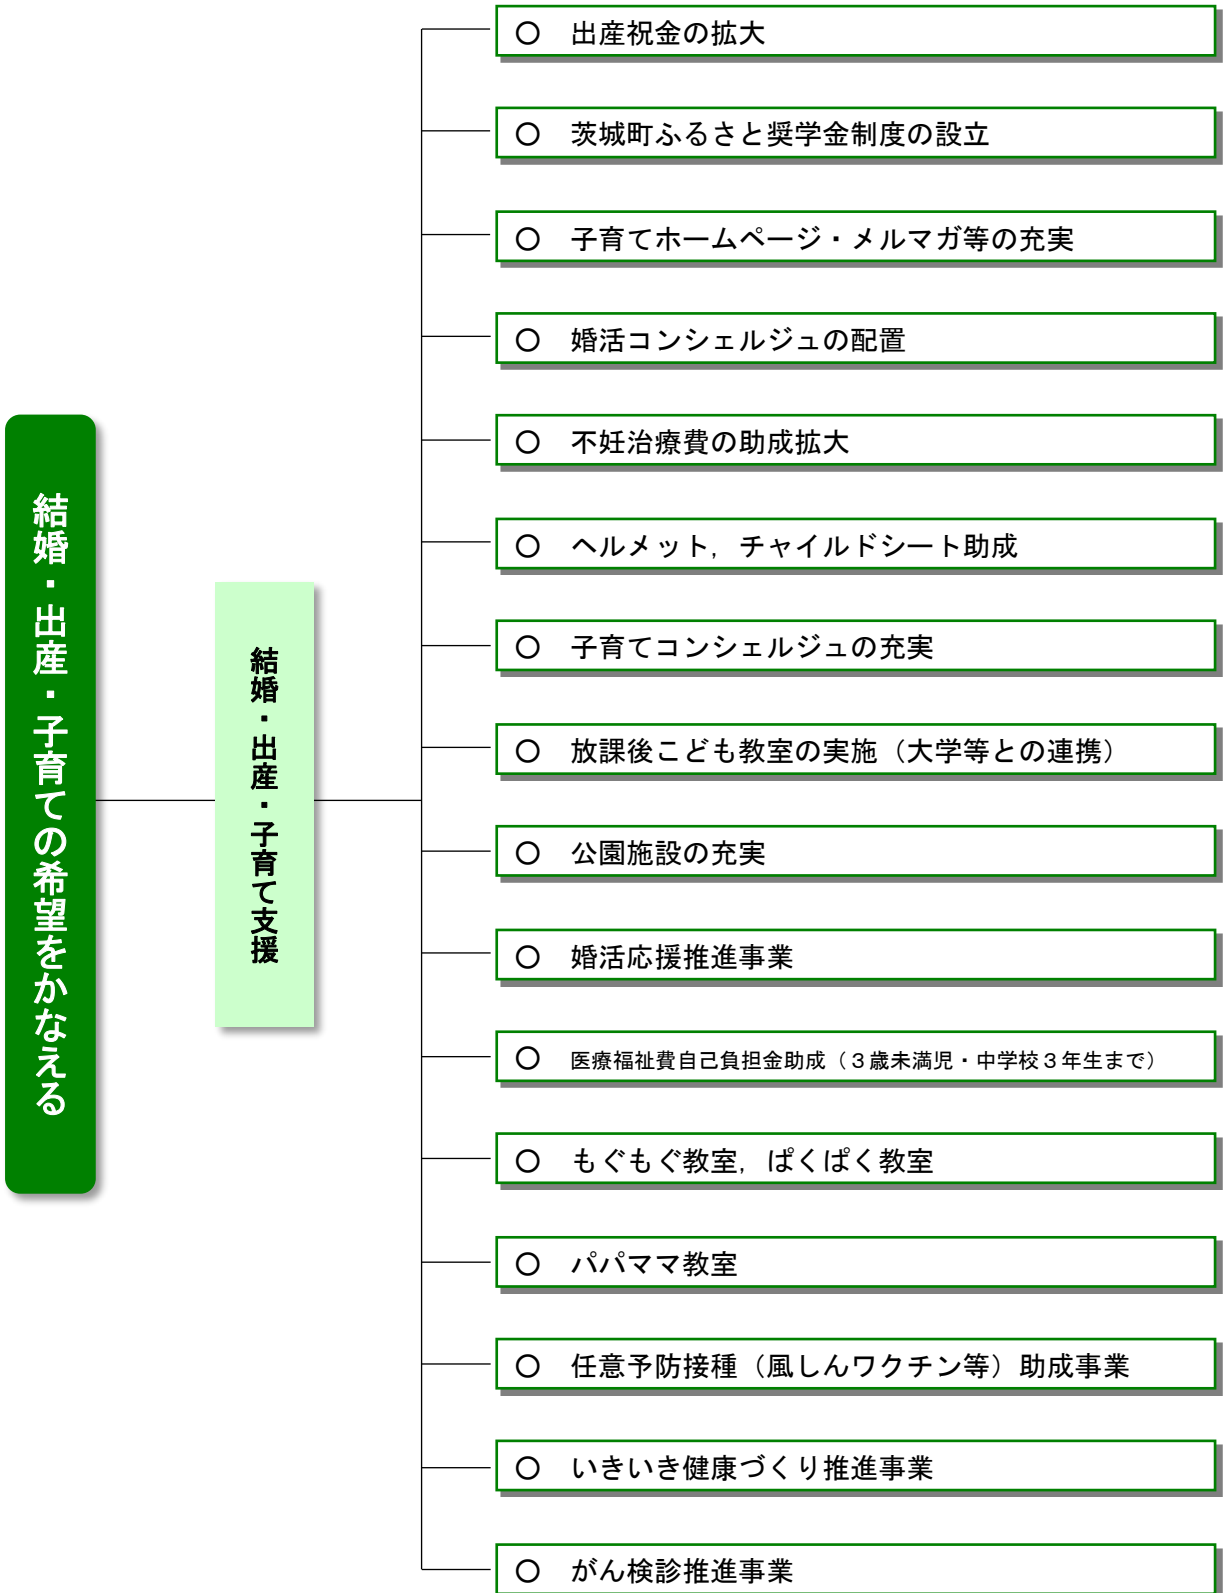 結婚・出産・子育ての希望をかなえる
結婚・出産・子育て支援
○　出産祝金の拡大
○　茨城町ふるさと奨学金制度の設立
○　子育てホームページ・メルマガ等の充実
○　婚活コンシェルジュの配置
○　不妊治療費の助成拡大
○　ヘルメット，チャイルドシート助成
○　子育てコンシェルジュの充実
○　放課後こども教室の実施（大学等との連携）
○　公園施設の充実
○　婚活応援推進事業
○　医療福祉費自己負担金助成（３歳未満児・中学校３年生まで）
○　もぐもぐ教室，ぱくぱく教室
○　パパママ教室
○　任意予防接種（風しんワクチン等）助成事業
○　いきいき健康づくり推進事業
○　がん検診推進事業